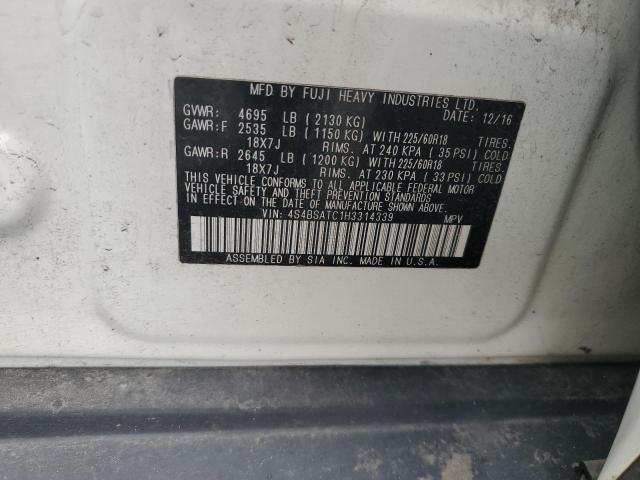 MFD BY FUJI HEAVY INDUSTRIES LTD.
GVWR: 4695 LB ( 2130 KG) DATE: 12/16
GAWR:F 2535 LB ( 1150 KG) WITH 225/60R18 TIRES.
18X7J RIMS. AT 240 KPA ( 35 PSI) COLD
GAWR:R 2645 LB ( 1200 KG) WITH 225/60R18 TIRES.
18X7J RIMS. AT 230 KPA ( 33 PSI) COLD
THIS VEHICLE CONFORMS TO ALL APPLICABLE FEDERAL MOTOR
VEHICLE SAFETY AND THEFT PREVENTION STANDARDS
IN EFFECT ON THE DATE OF MANUFACTURE SHOWN ABOVE.
VIN: 4S4BSATC1H3314339 MPV
ASSEMBLED BY SIA INC. MADE IN U.S.A.